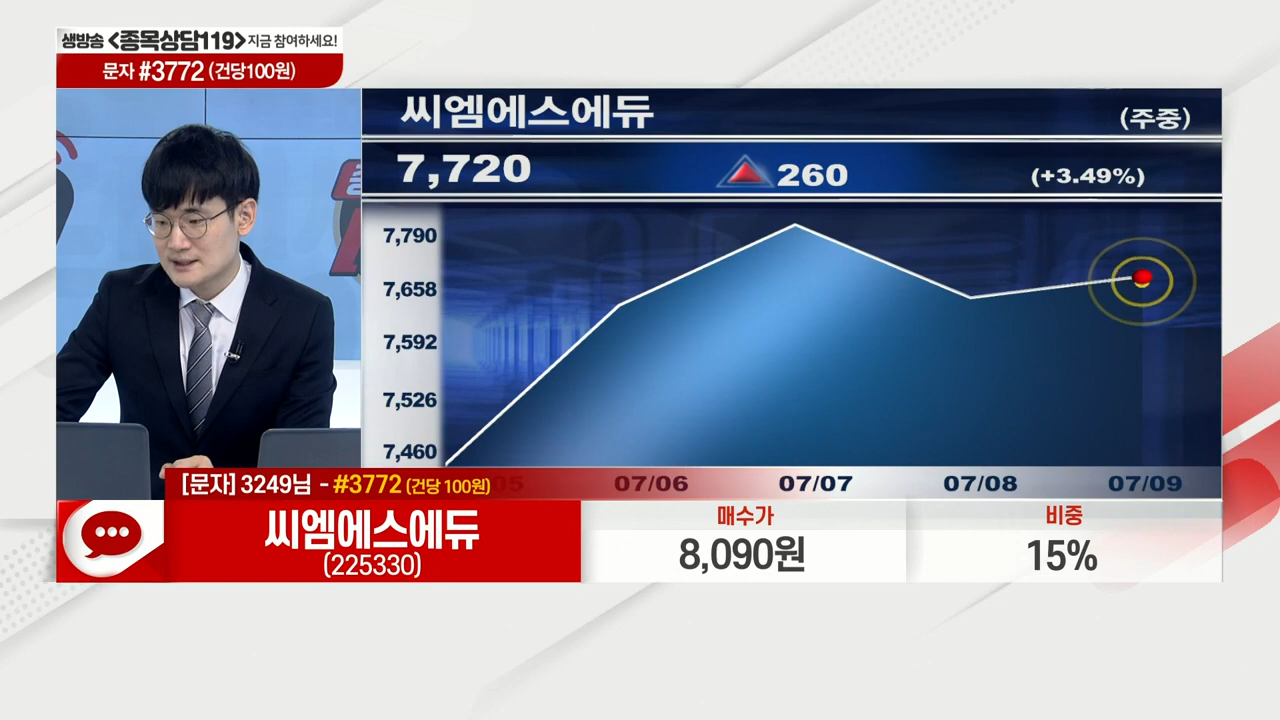 생방송 <종목상담119> 지금 참여하세요!
문자 #3772 (건당100원)
씨엠에스에듀
(주중)
7,720
260
(+3.49%)
7,790
7,658
7,592
7,526
7,460
07/06
07/07
07/08
07/09
[문자] 3249님 - #3772 (건당 100원)
씨엠에스에듀
(225330)
매수가
8,090원
비중
15%